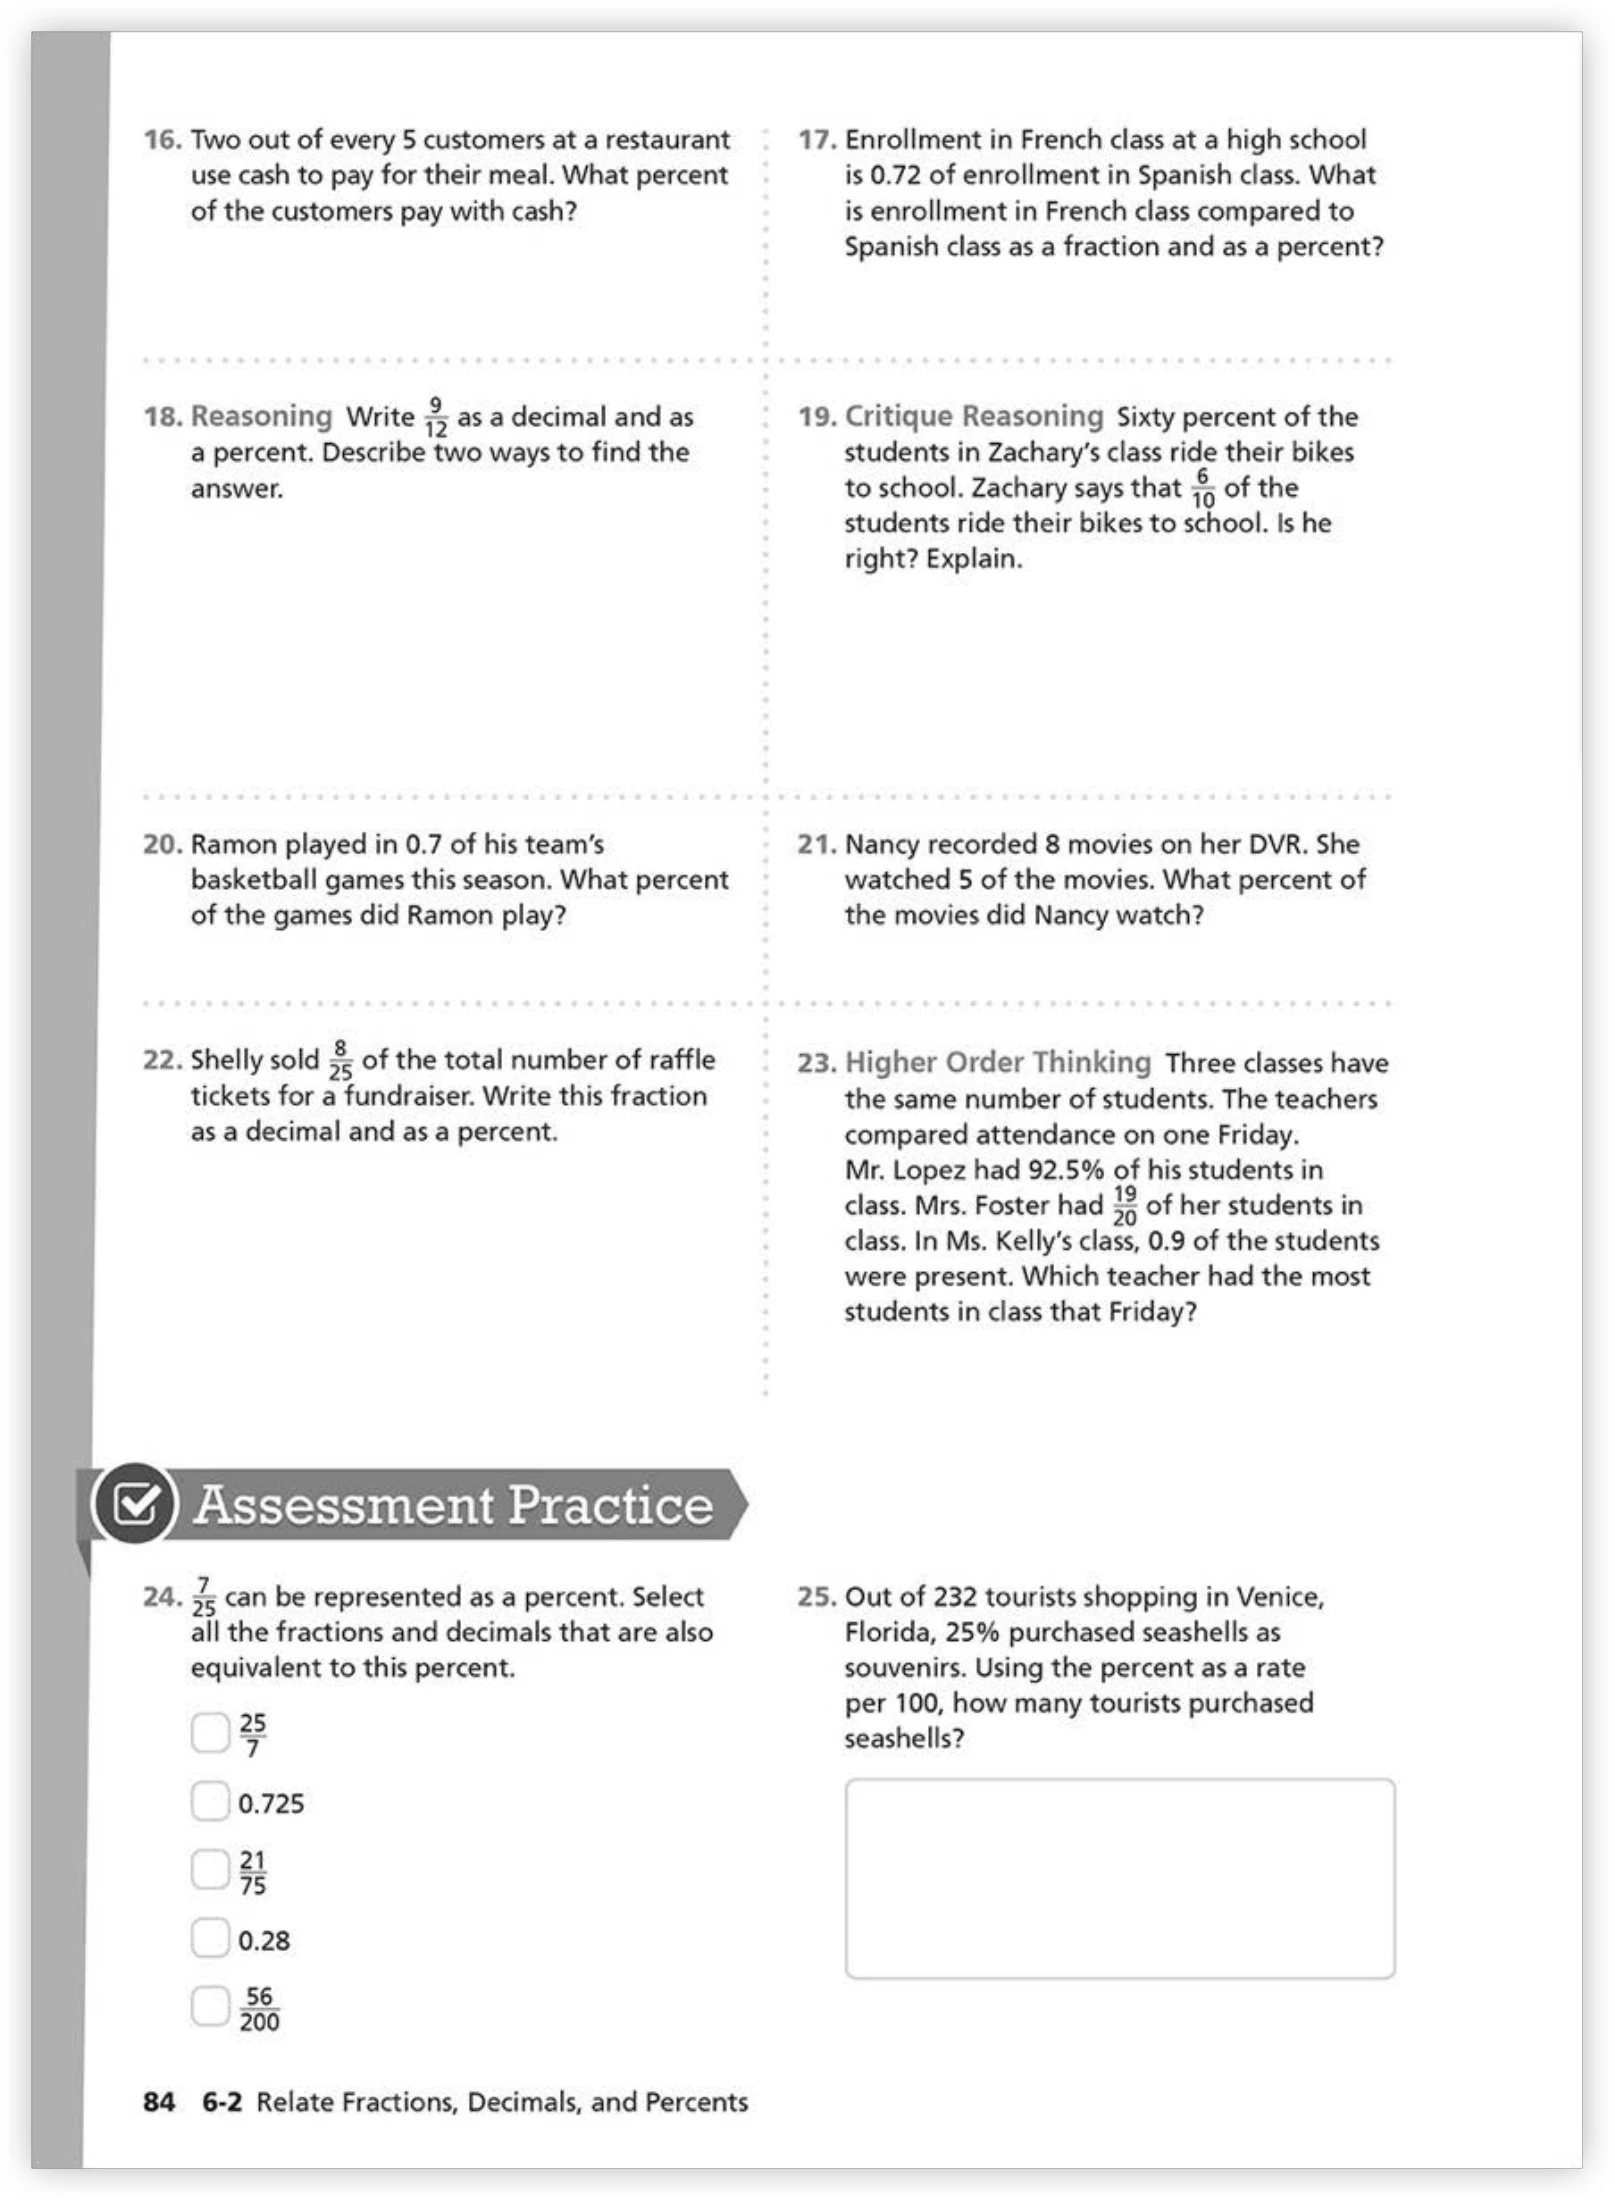 16. Two out of every 5 customers at a restaurant
use cash to pay for their meal. What percent
of the customers pay with cash?
17. Enrollment in French class at a high school
is 0.72 of enrollment in Spanish class. What
is enrollment in French class compared to
Spanish class as a fraction and as a percent?
18. Reasoning Write 9/12 as a decimal and as
a percent. Describe two ways to find the
answer.
19. Critique Reasoning Sixty percent of the
students in Zachary's class ride their bikes
to school. Zachary says that 6/10 of the
students ride their bikes to school. Is he
right? Explain.
20. Ramon played in 0.7 of his team's
basketball games this season. What percent
of the games did Ramon play?
21. Nancy recorded 8 movies on her DVR. She
watched 5 of the movies. What percent of
the movies did Nancy watch?
22. Shelly sold 8/25 of the total number of raffle
tickets for a fundraiser. Write this fraction
as a decimal and as a percent.
23. Higher Order Thinking Three classes have
the same number of students. The teachers
compared attendance on one Friday.
Mr. Lopez had 92.5% of his students in
class. Mrs. Foster had 19/20 of her students in
class. In Ms. Kelly's class, 0.9 of the students
were present. Which teacher had the most
students in class that Friday?
Assessment Practice
24. 7/25 can be represented as a percent. Select
all the fractions and decimals that are also
equivalent to this percent.
25/7
0.725
21/75
0.28
56/200
25. Out of 232 tourists shopping in Venice,
Florida, 25% purchased seashells as
souvenirs. Using the percent as a rate
per 100, how many tourists purchased
seashells?
84 6-2 Relate Fractions, Decimals, and Percents